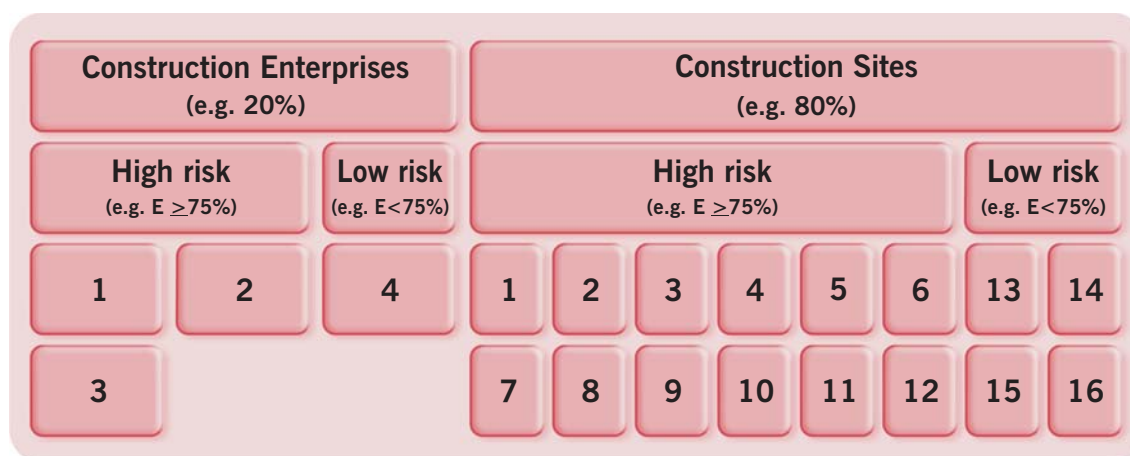 Construction Enterprises
(e.g. 20%)
Construction Sites
(e.g. 80%)
High risk
(e.g. E ≥75%)
Low risk
(e.g. E<75%)
High risk
(e.g. E ≥75%)
Low risk
(e.g. E<75%)
1 2 4 1 2 3 4 5 6 13 14
3 7 8 9 10 11 12 15 16